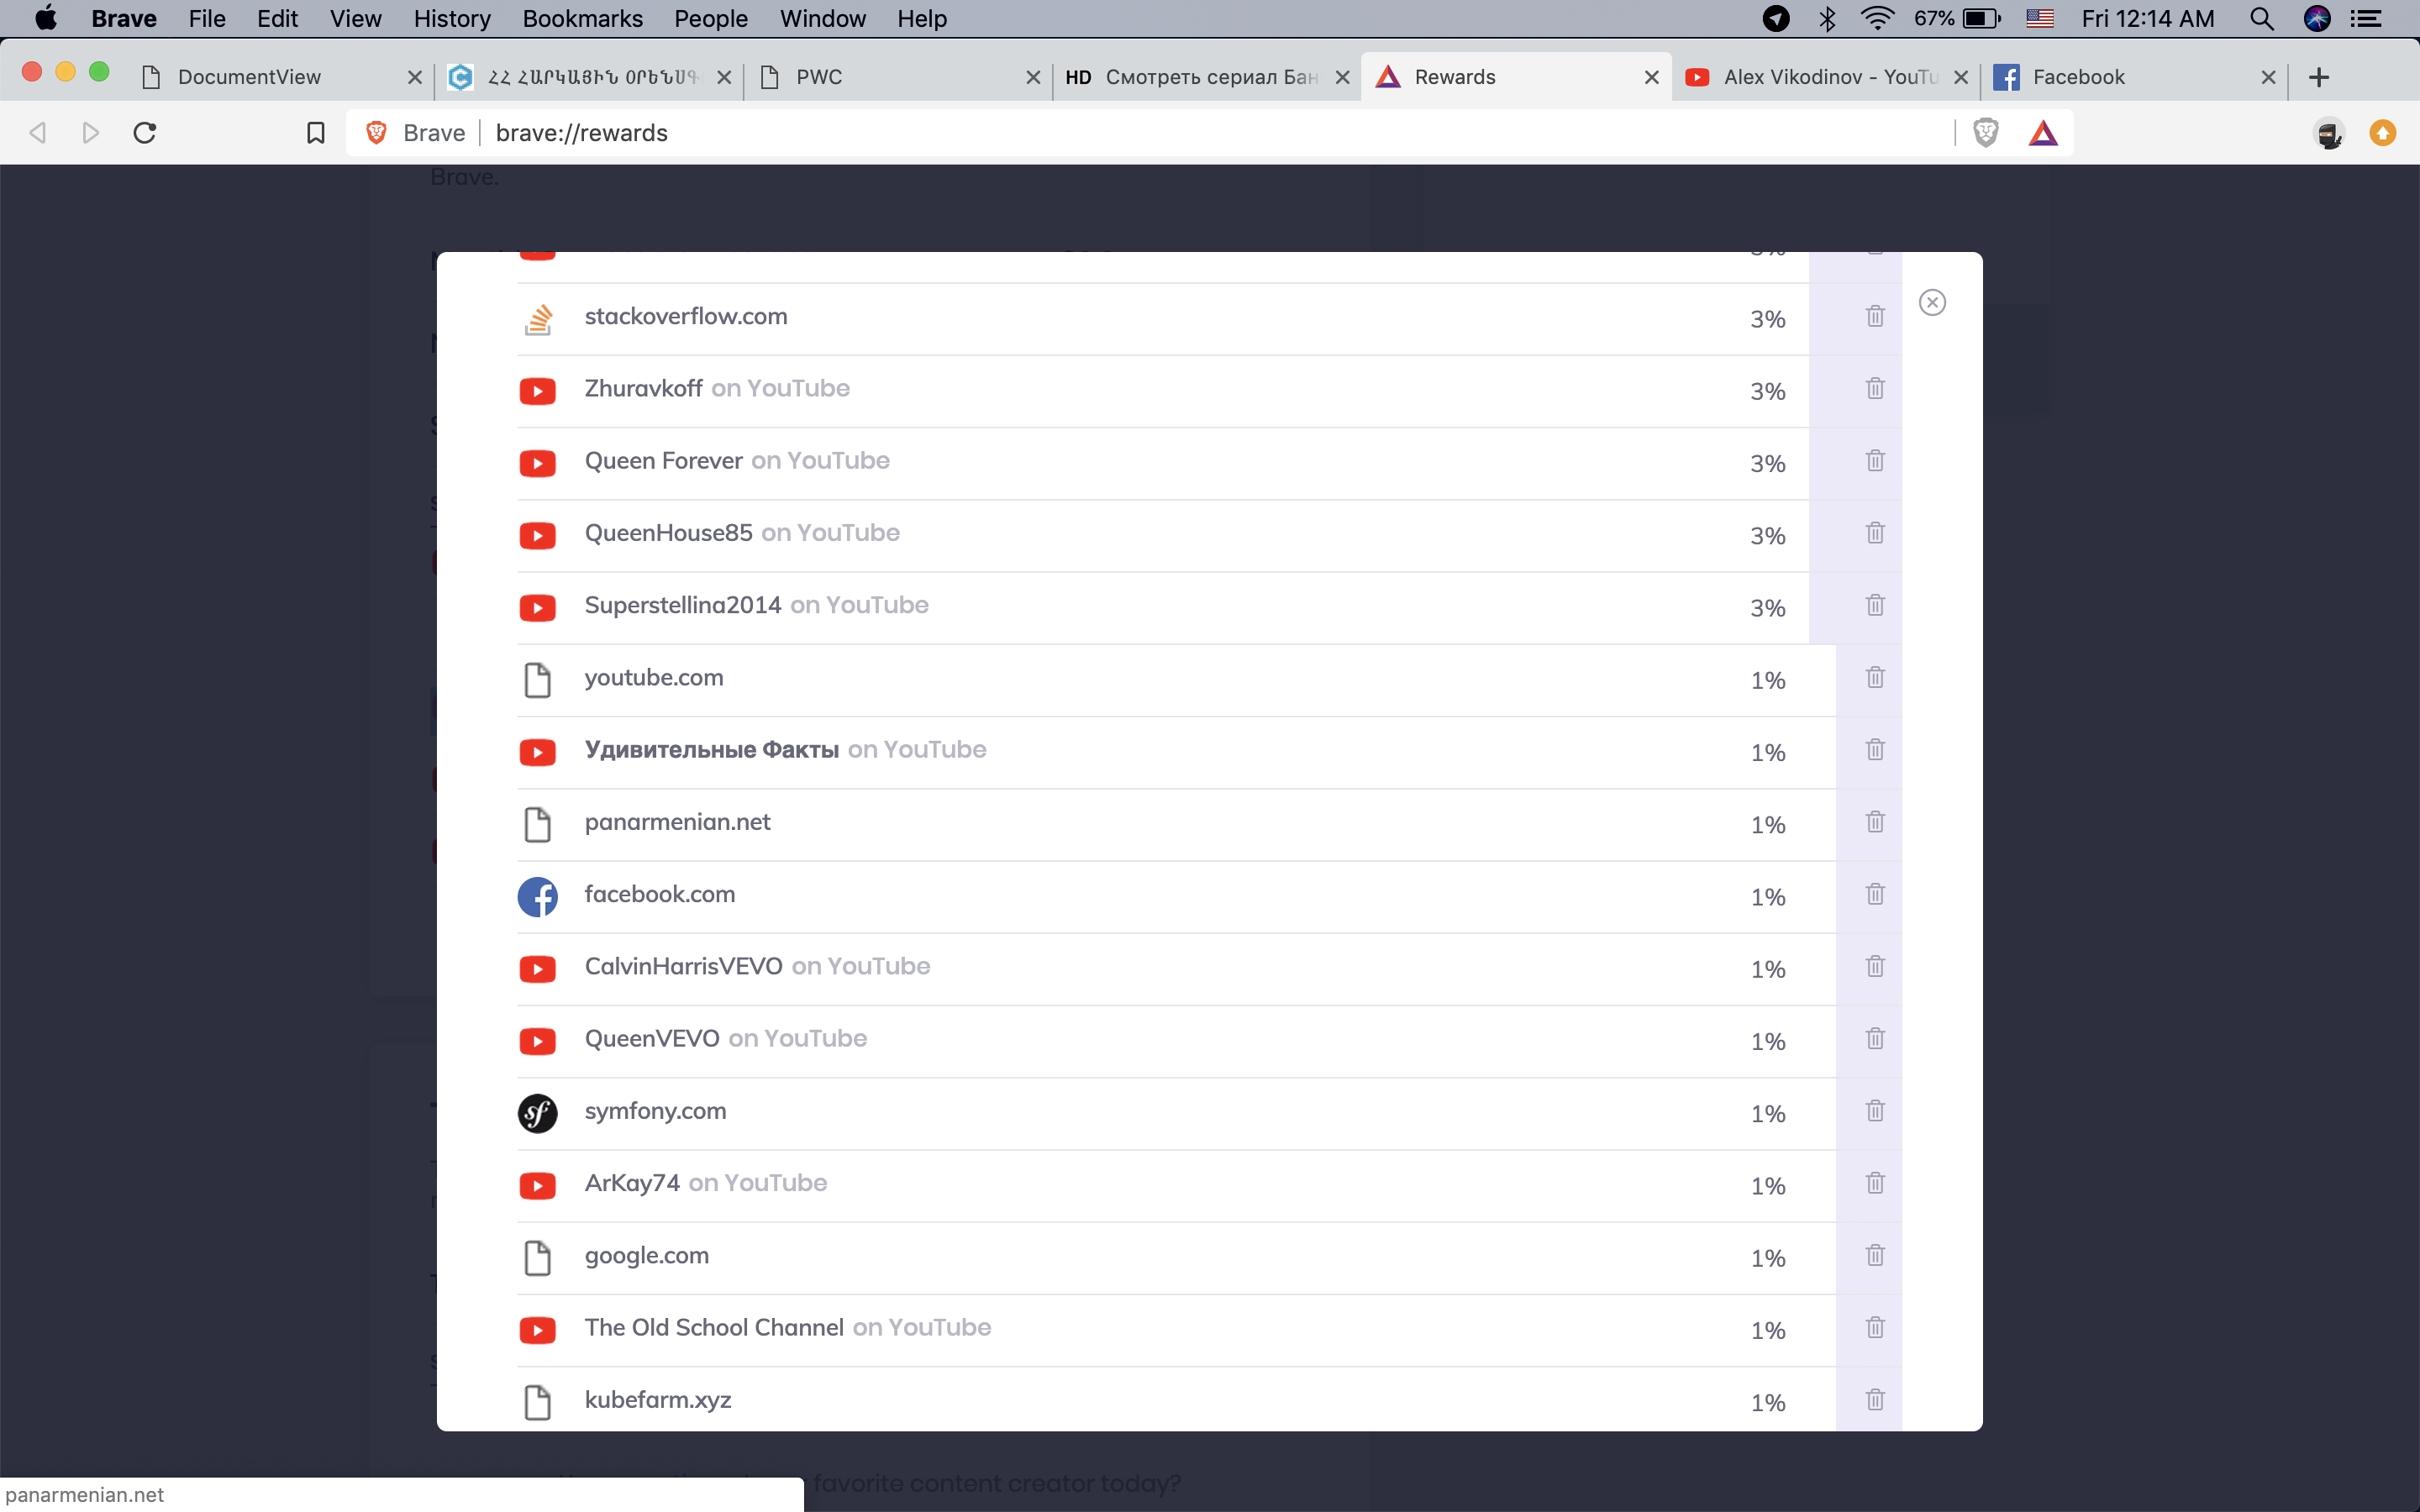 Brave File Edit View History Bookmarks People Window Help 67% Fri 12:14 AM
DocumentView ՀՀ ՀԱՐԿԱՅԻՆ ՕՐԵՆՍԳ PWC HD Смотреть сериал Бан Rewards Alex Vikodinov - YouTu Facebook
Brave brave://rewards
Brave.
stackoverflow.com 3%
Zhuravkoff on YouTube 3%
Queen Forever on YouTube 3%
QueenHouse85 on YouTube 3%
Superstellina2014 on YouTube 3%
youtube.com 1%
Удивительные Факты on YouTube 1%
panarmenian.net 1%
facebook.com 1%
CalvinHarrisVEVO on YouTube 1%
QueenVEVO on YouTube 1%
sf symfony.com 1%
ArKay74 on YouTube 1%
google.com 1%
The Old School Channel on YouTube 1%
kubefarm.xyz 1%
favorite content creator today?
panarmenian.net